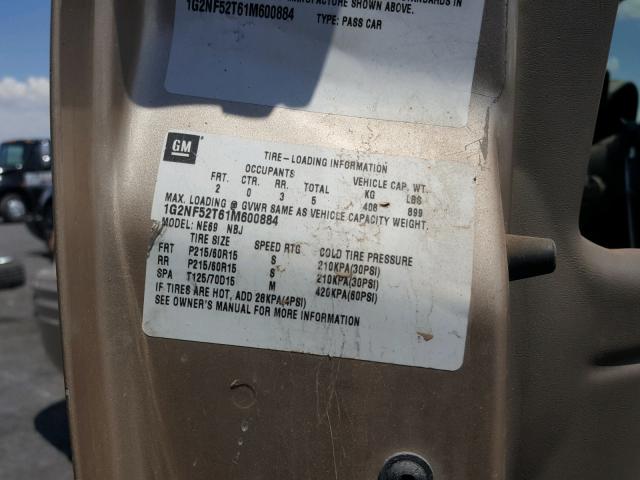 MANUFACTURE SHOWN ABOVE.
1G2NF52T61M600884
TYPE: PASS CAR
GM
TIRE-LOADING INFORMATION
OCCUPANTS VEHICLE CAP. WT.
FRT. CTR. RR. TOTAL KG LBS
2 0 3 5 408 899
MAX. LOADING @ GVWR SAME AS VEHICLE CAPACITY WEIGHT.
1G2NF52T61M600884
MODEL: NE69 NBJ
TIRE SIZE SPEED RTG COLD TIRE PRESSURE
FRT P215/60R15 S 210KPA(30PSI)
RR P215/60R15 S 210KPA(30PSI)
SPA T125/70D15 M 420KPA(60PSI)
IF TIRES ARE HOT, ADD 28KPA(4PSI)
SEE OWNER'S MANUAL FOR MORE INFORMATION